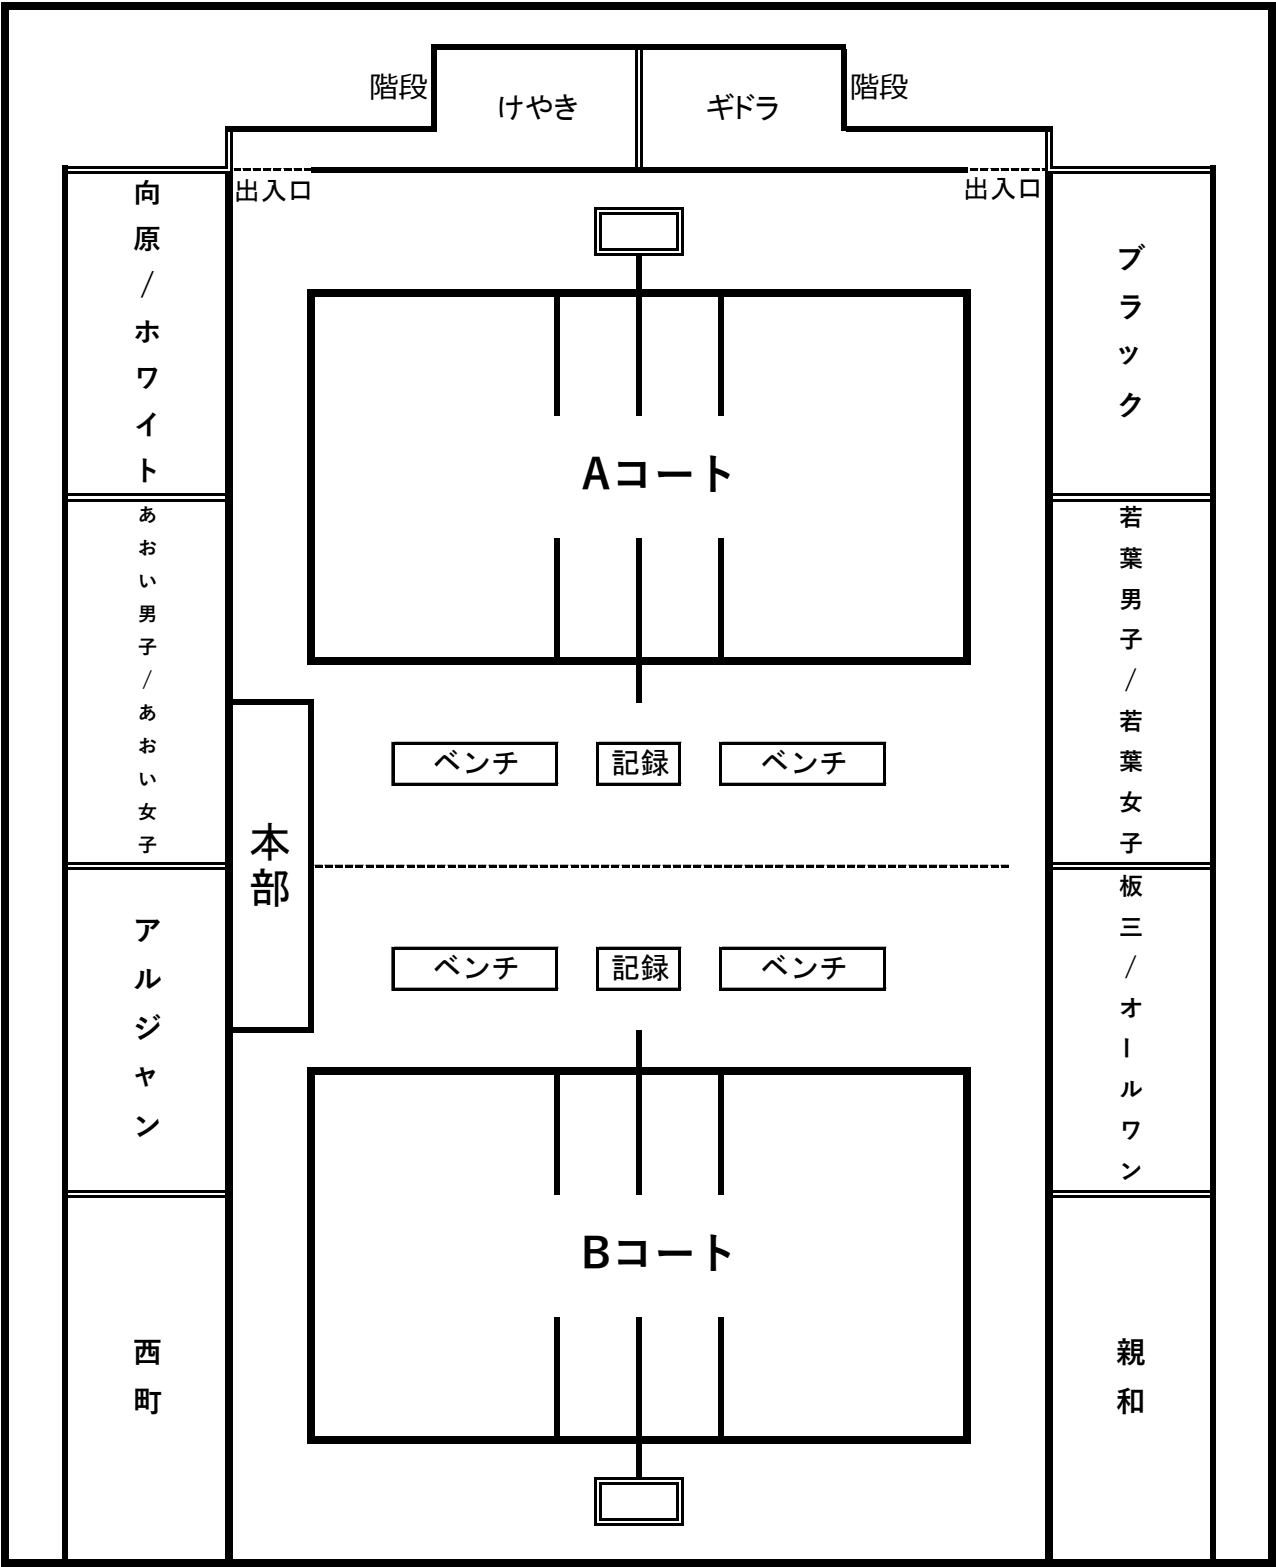 階段
けやき
ギドラ
階段
出入口
出入口
向原/ホワイト
ブラック
Aコート
あおい男子/あおい女子
若葉男子/若葉女子
ベンチ
記録
ベンチ
本部
アルジャン
板三/オールワン
ベンチ
記録
ベンチ
Bコート
西町
親和